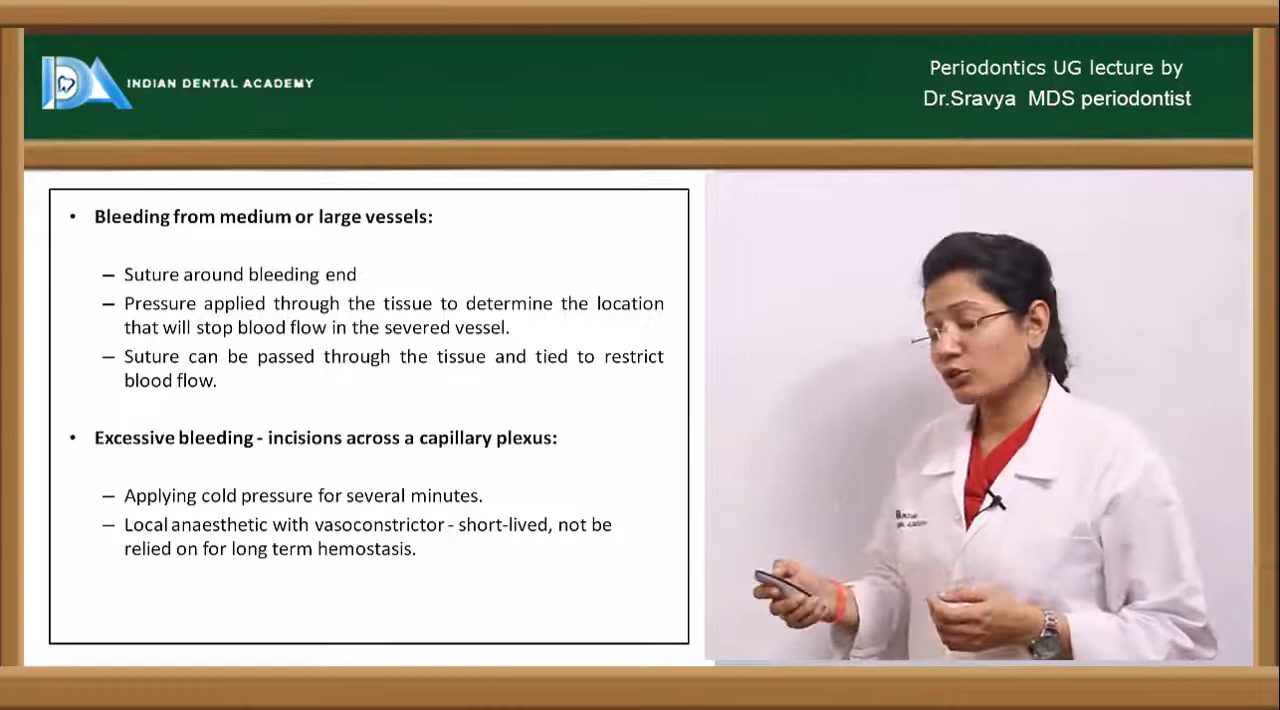 INDIAN DENTAL ACADEMY
Periodontics UG lecture by
Dr.Sravya MDS periodontist
• Bleeding from medium or large vessels:
– Suture around bleeding end
– Pressure applied through the tissue to determine the location
that will stop blood flow in the severed vessel.
– Suture can be passed through the tissue and tied to restrict
blood flow.
• Excessive bleeding - incisions across a capillary plexus:
– Applying cold pressure for several minutes.
– Local anaesthetic with vasoconstrictor - short-lived, not be
relied on for long term hemostasis.